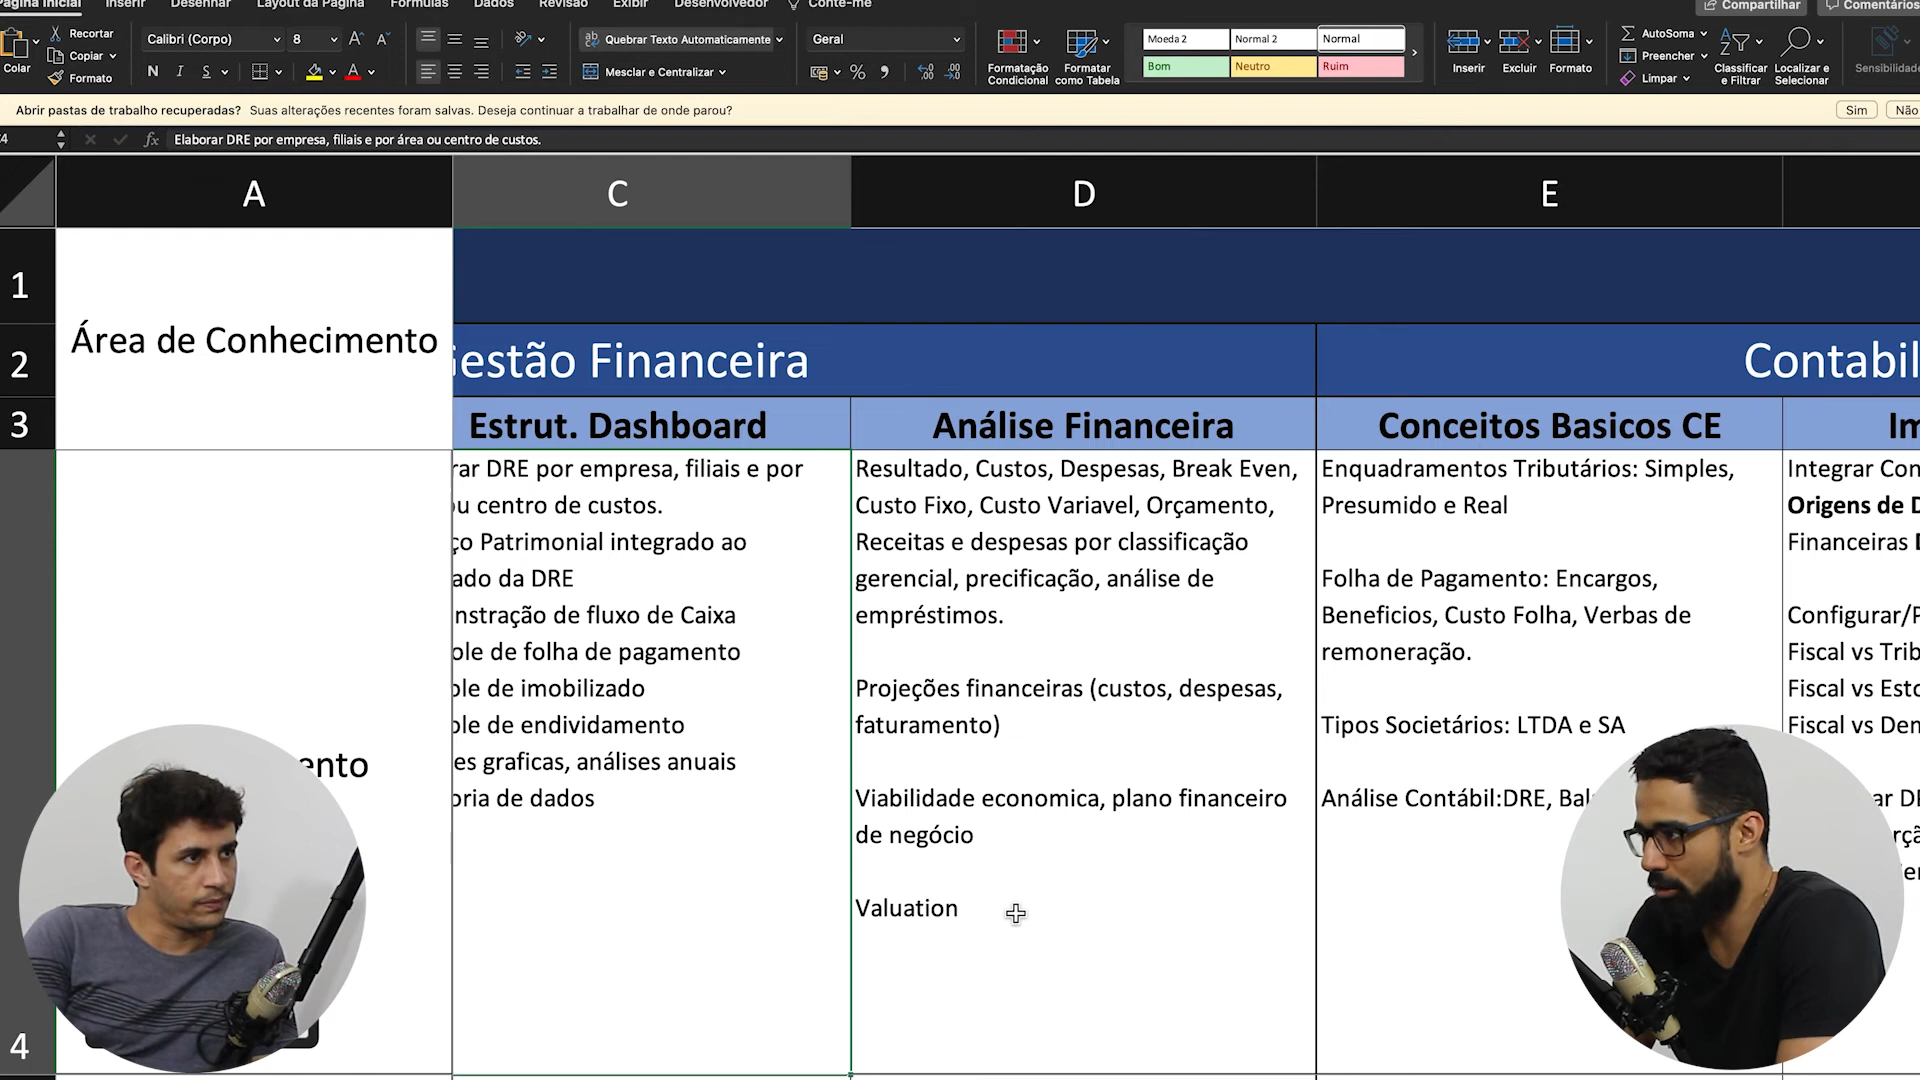 Página Inicial Inserir Desenhar Layout da Página Fórmulas Dados Revisão Exibir Desenvolvedor Conte-me Compartilhar Comentários
Colar
Recortar
Copiar
Formato
Calibri (Corpo) 8
N I S
Quebrar Texto Automaticamente
Mesclar e Centralizar
Geral
Formatação Condicional
Formatar como Tabela
Moeda 2 Normal 2 Normal
Bom Neutro Ruim
Inserir Excluir Formato
AutoSoma
Preencher
Limpar
Classificar e Filtrar
Localizar e Selecionar
Sensibilidade
Abrir pastas de trabalho recuperadas? Suas alterações recentes foram salvas. Deseja continuar a trabalhar de onde parou? Sim Não
fx Elaborar DRE por empresa, filiais e por área ou centro de custos.
A C D E
1
2
3
4
Área de Conhecimento
ento
estão Financeira
Contabil
Estrut. Dashboard
Análise Financeira
Conceitos Basicos CE
rar DRE por empresa, filiais e por
ou centro de custos.
ço Patrimonial integrado ao
ado da DRE
nstração de fluxo de Caixa
ole de folha de pagamento
ole de imobilizado
ole de endividamento
es graficas, análises anuais
oria de dados
Resultado, Custos, Despesas, Break Even,
Custo Fixo, Custo Variavel, Orçamento,
Receitas e despesas por classificação
gerencial, precificação, análise de
empréstimos.
Projeções financeiras (custos, despesas,
faturamento)
Viabilidade economica, plano financeiro
de negócio
Valuation
Enquadramentos Tributários: Simples,
Presumido e Real
Folha de Pagamento: Encargos,
Beneficios, Custo Folha, Verbas de
remoneração.
Tipos Societários: LTDA e SA
Análise Contábil:DRE, Bal
Im
Integrar Con
Origens de D
Financeiras D
Configurar/P
Fiscal vs Trib
Fiscal vs Esto
Fiscal vs Den
ar DR